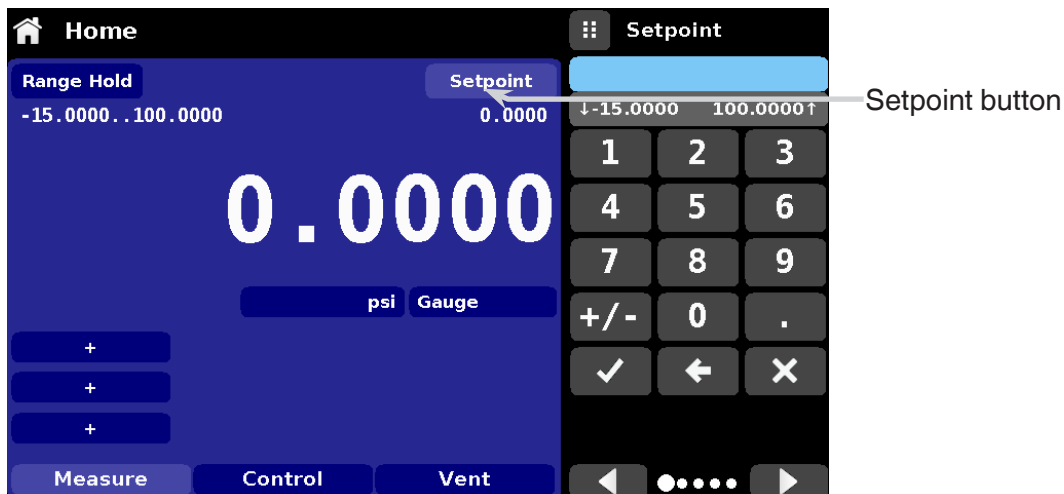 Home
Range Hold
Setpoint
-15.0000..100.0000
0.0000
0.0000
psi
Gauge
+
+
+
Measure
Control
Vent
Setpoint
↓-15.0000 100.0000↑
1 2 3
4 5 6
7 8 9
+/- 0 .
Setpoint button